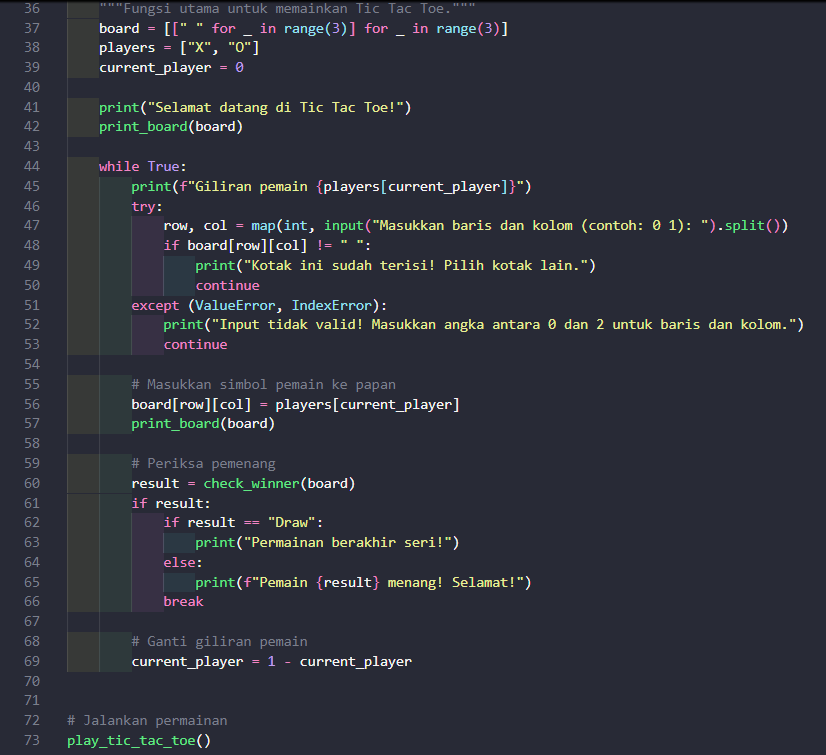 36     """Fungsi utama untuk memainkan Tic Tac Toe."""
37     board = [[" " for _ in range(3)] for _ in range(3)]
38     players = ["X", "O"]
39     current_player = 0
40
41     print("Selamat datang di Tic Tac Toe!")
42     print_board(board)
43
44     while True:
45         print(f"Giliran pemain {players[current_player]}")
46         try:
47             row, col = map(int, input("Masukkan baris dan kolom (contoh: 0 1): ").split())
48             if board[row][col] != " ":
49                 print("Kotak ini sudah terisi! Pilih kotak lain.")
50                 continue
51         except (ValueError, IndexError):
52             print("Input tidak valid! Masukkan angka antara 0 dan 2 untuk baris dan kolom.")
53             continue
54
55         # Masukkan simbol pemain ke papan
56         board[row][col] = players[current_player]
57         print_board(board)
58
59         # Periksa pemenang
60         result = check_winner(board)
61         if result:
62             if result == "Draw":
63                 print("Permainan berakhir seri!")
64             else:
65                 print(f"Pemain {result} menang! Selamat!")
66             break
67
68         # Ganti giliran pemain
69         current_player = 1 - current_player
70
71
72 # Jalankan permainan
73 play_tic_tac_toe()